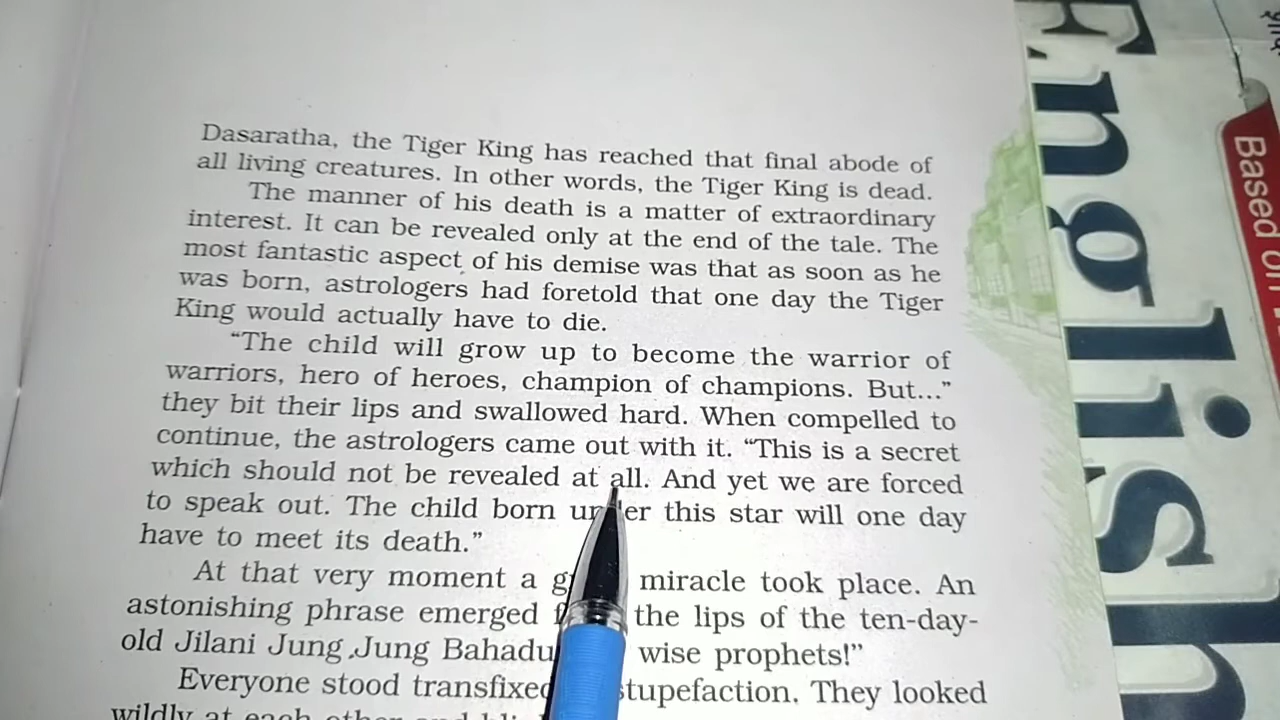 Dasaratha, the Tiger King has reached that final abode of
all living creatures. In other words, the Tiger King is dead.
The manner of his death is a matter of extraordinary
interest. It can be revealed only at the end of the tale. The
most fantastic aspect of his demise was that as soon as he
was born, astrologers had foretold that one day the Tiger
King would actually have to die.
“The child will grow up to become the warrior of
warriors, hero of heroes, champion of champions. But...”
they bit their lips and swallowed hard. When compelled to
continue, the astrologers came out with it. “This is a secret
which should not be revealed at all. And yet we are forced
to speak out. The child born under this star will one day
have to meet its death.”
At that very moment a miracle took place. An
astonishing phrase emerged the lips of the ten-day-
old Jilani Jung Jung wise prophets!”
Everyone stood transfixed stupefaction. They looked
wildly at each other
English
Based on